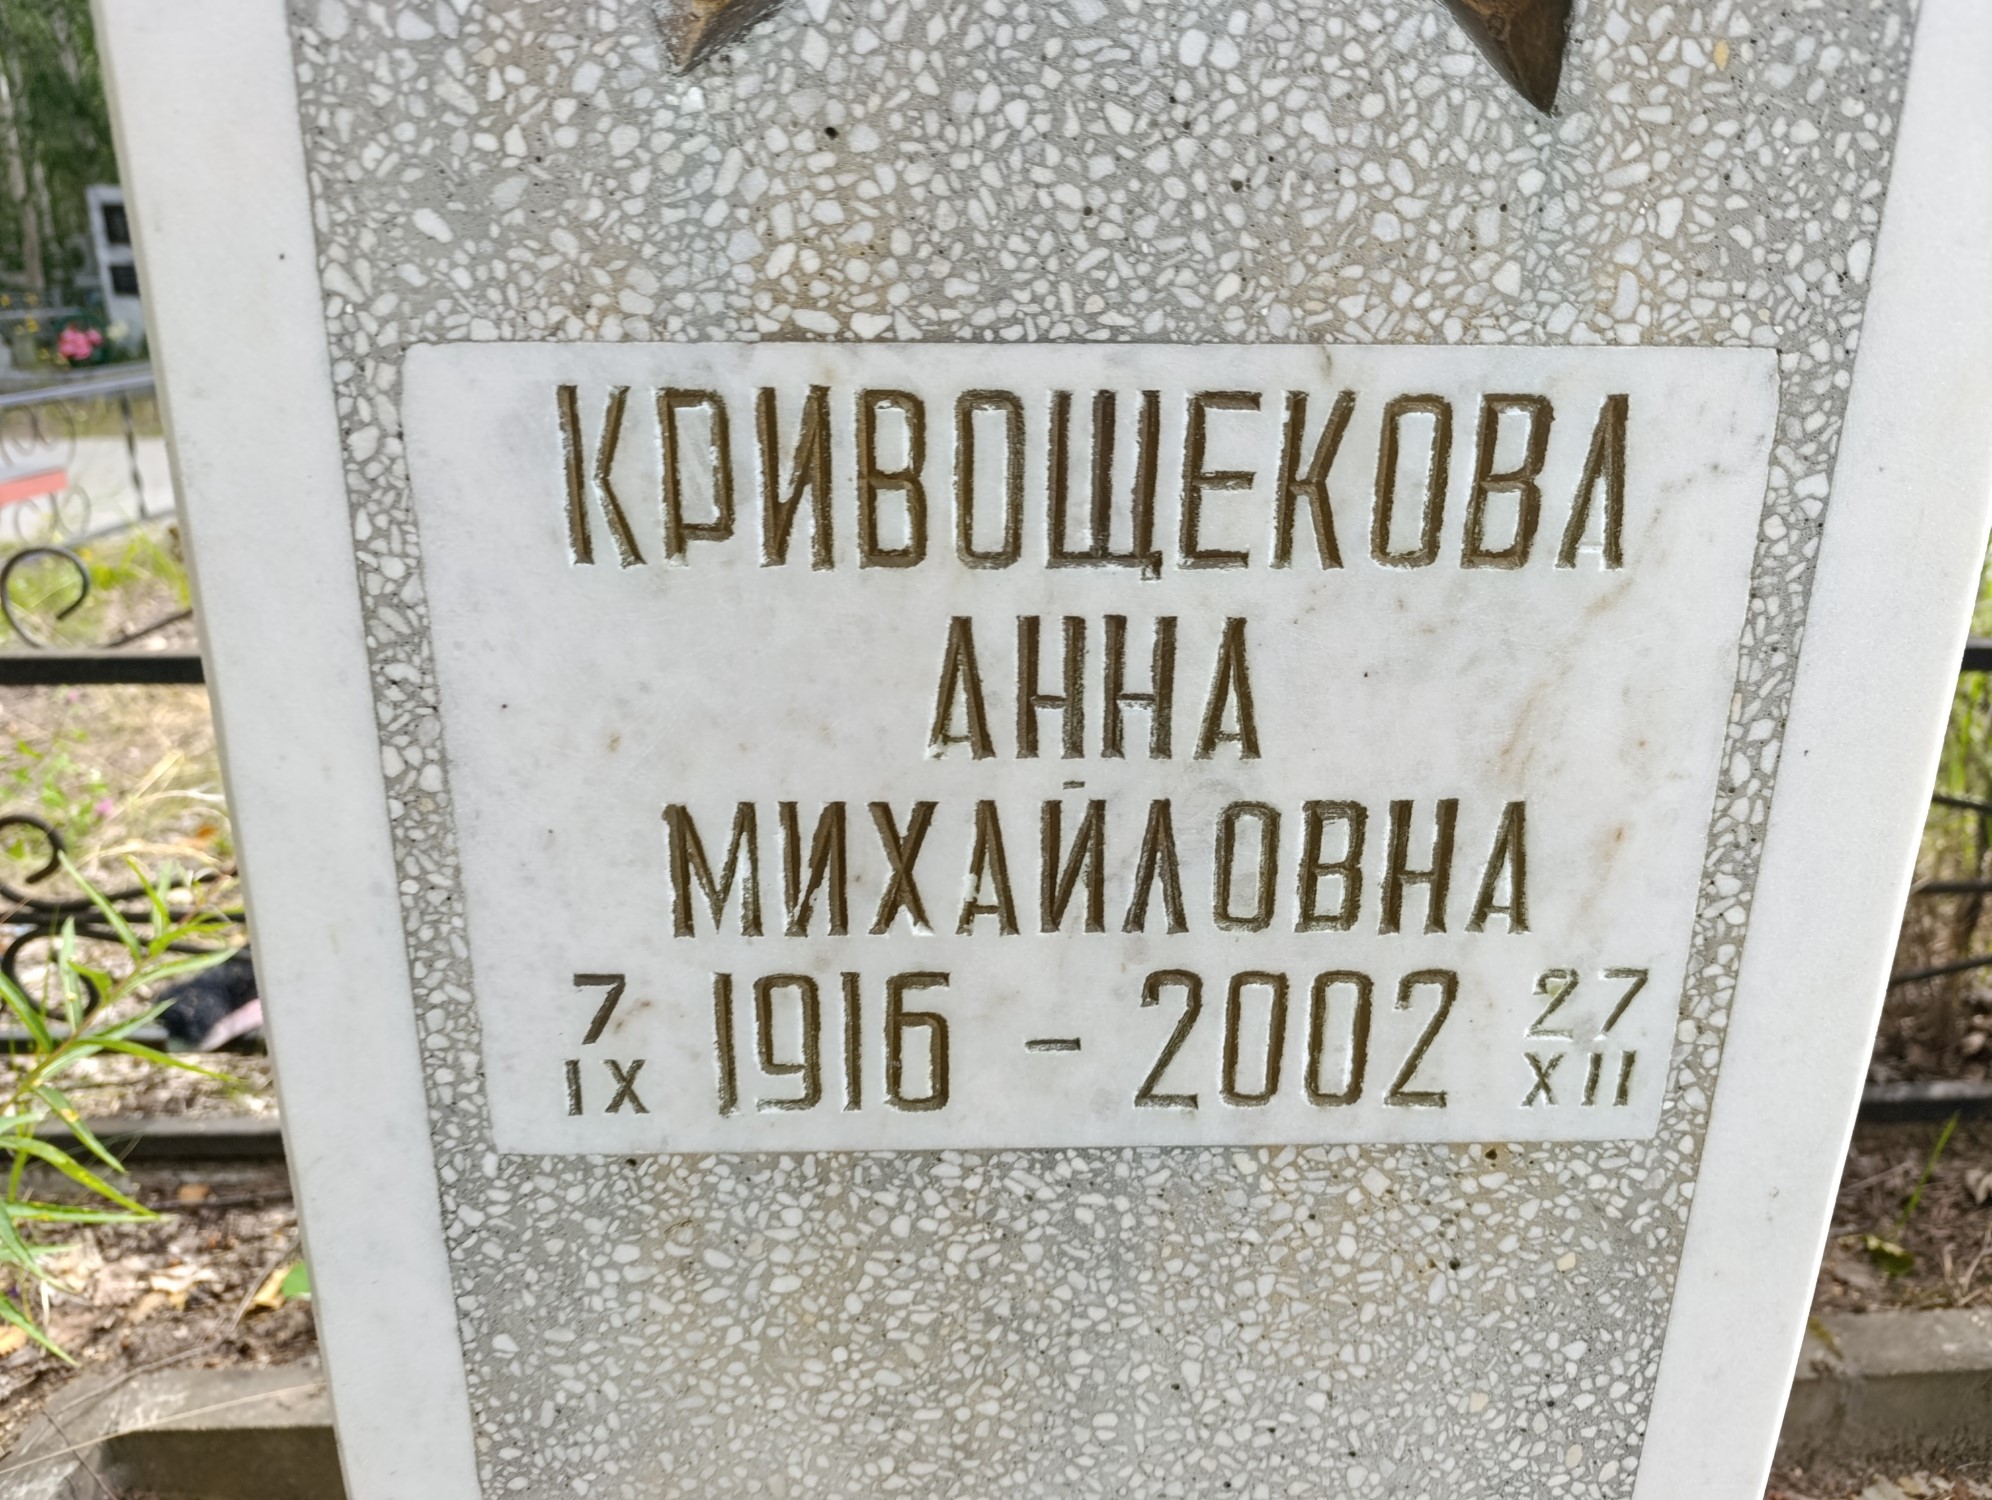 КРИВОЩЕКОВА
АННА
МИХАЙЛОВНА
7 IX 1916 - 2002 27 XII